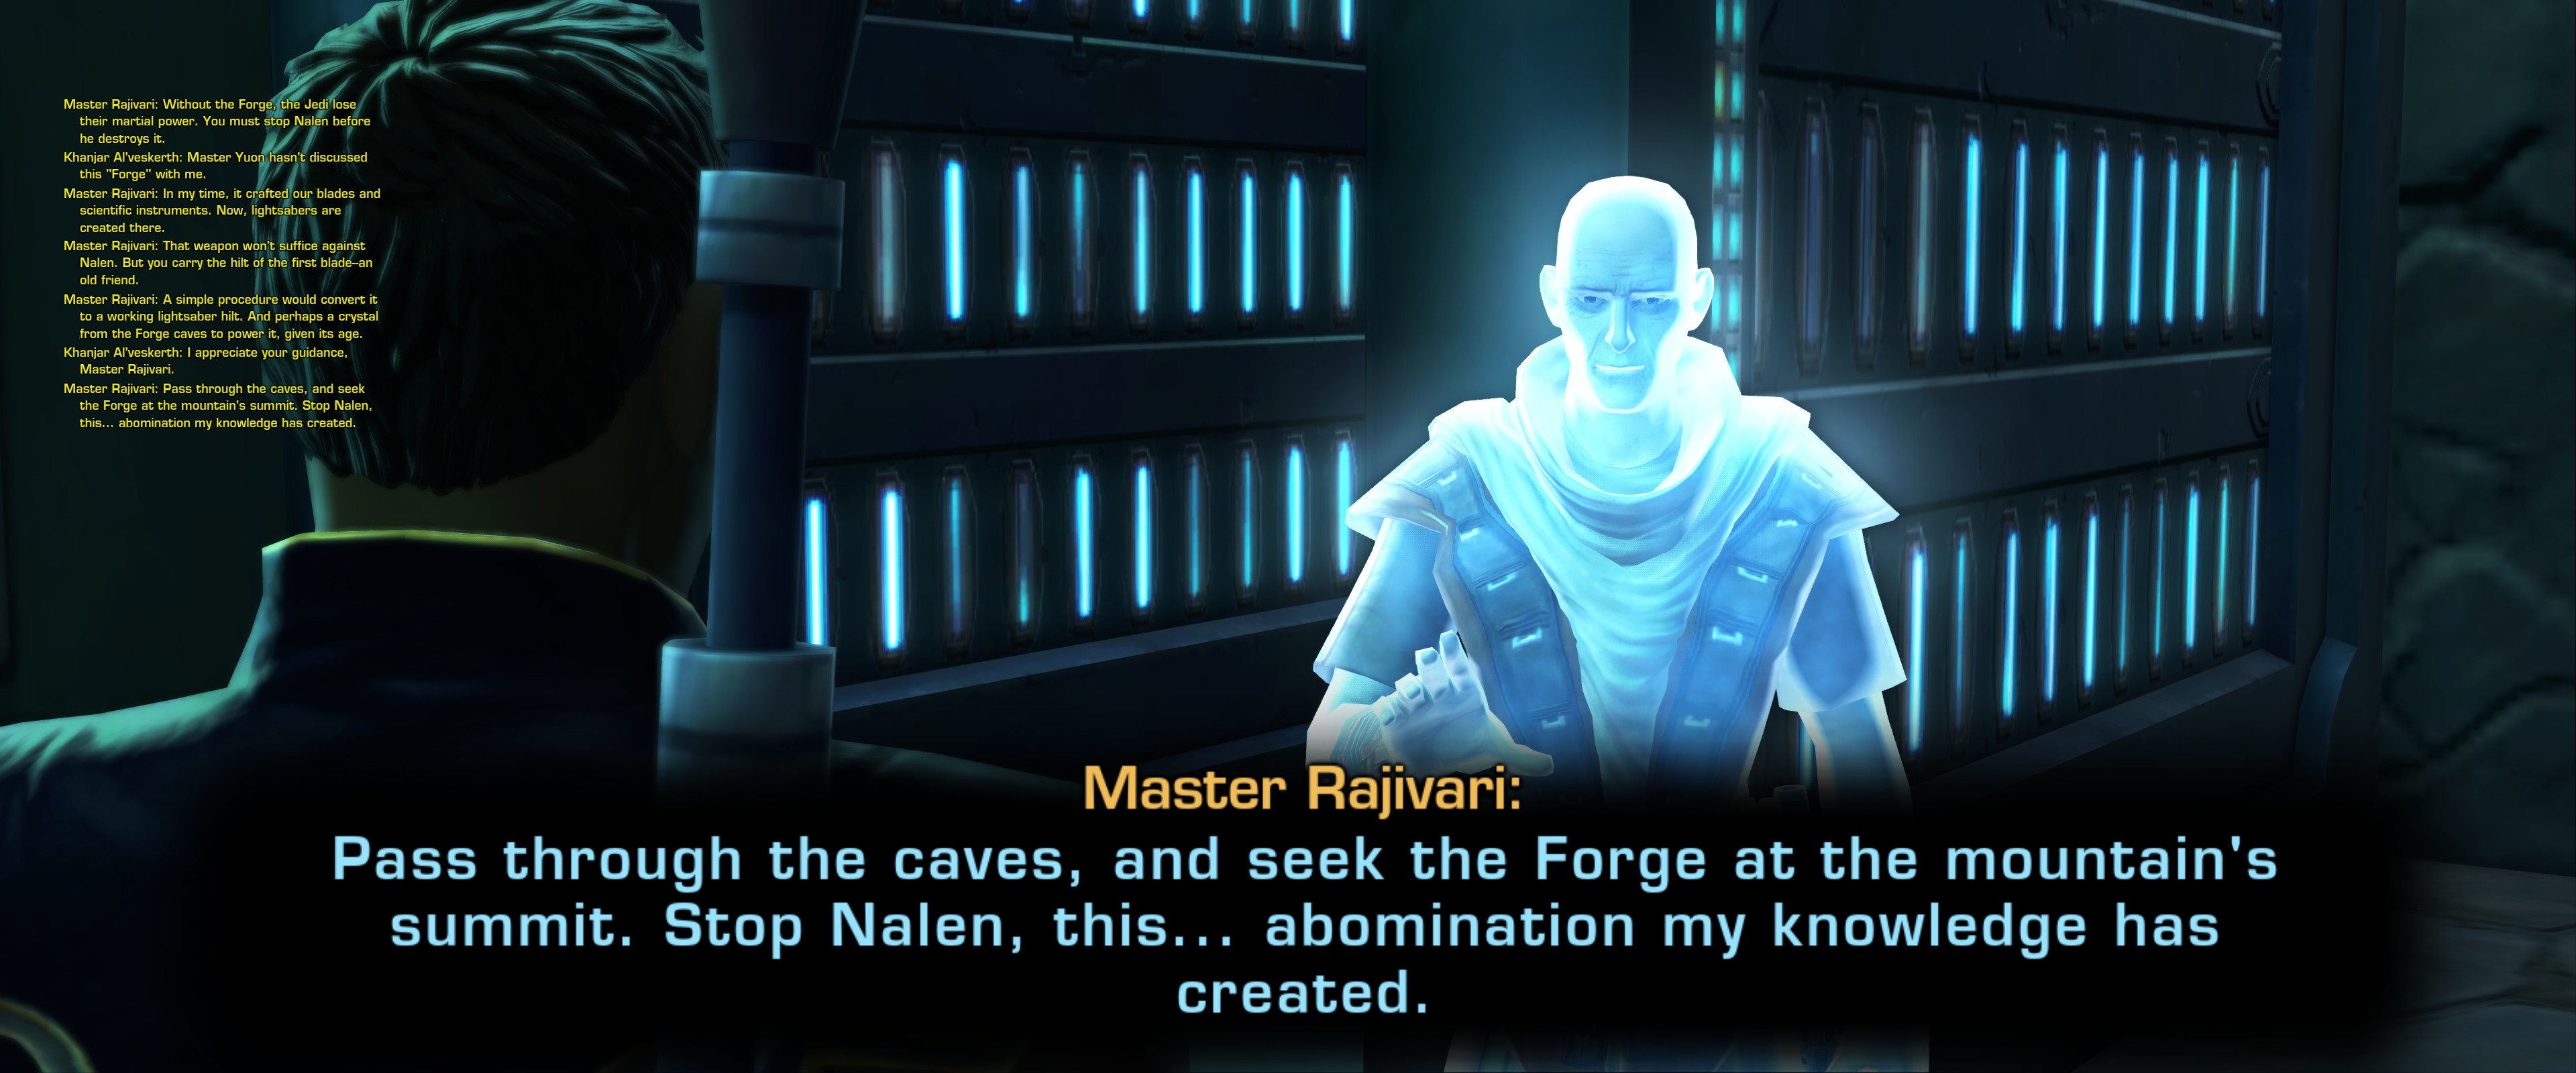 Master Rajivari: Without the Forge, the Jedi lose
their martial power. You must stop Nalen before
he destroys it.
Khanjar Al'veskerth: Master Yuon hasn't discussed
this "Forge" with me.
Master Rajivari: In my time, it crafted our blades and
scientific instruments. Now, lightsabers are
created there.
Master Rajivari: That weapon won't suffice against
Nalen. But you carry the hilt of the first blade--an
old friend.
Master Rajivari: A simple procedure would convert it
to a working lightsaber hilt. And perhaps a crystal
from the Forge caves to power it, given its age.
Khanjar Al'veskerth: I appreciate your guidance,
Master Rajivari.
Master Rajivari: Pass through the caves, and seek
the Forge at the mountain's summit. Stop Nalen,
this... abomination my knowledge has created.
Master Rajivari:
Pass through the caves, and seek the Forge at the mountain's
summit. Stop Nalen, this... abomination my knowledge has
created.